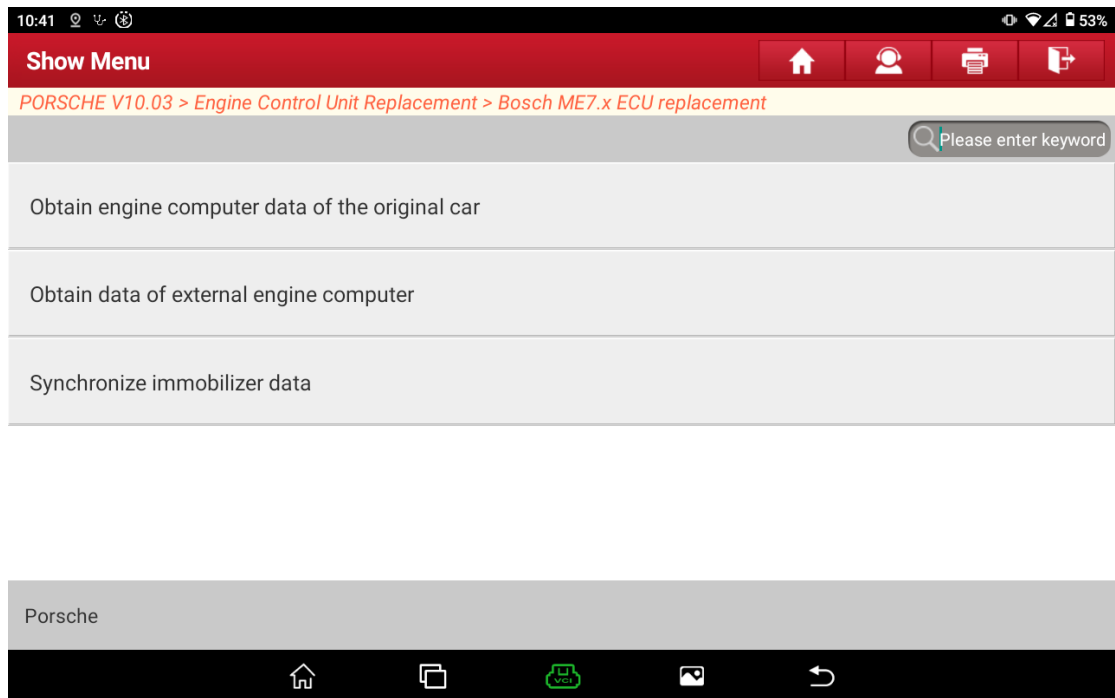 10:41
53%
Show Menu
PORSCHE V10.03 > Engine Control Unit Replacement > Bosch ME7.x ECU replacement
Please enter keyword
Obtain engine computer data of the original car
Obtain data of external engine computer
Synchronize immobilizer data
Porsche
VCI